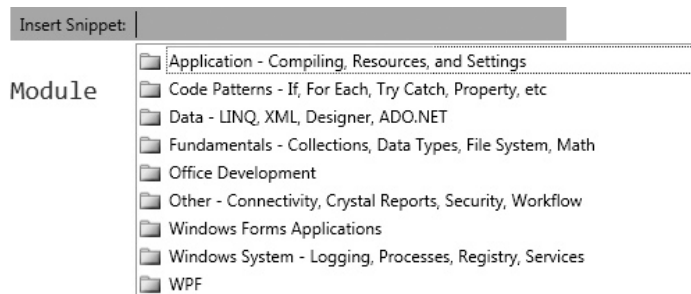 Insert Snippet:
Application - Compiling, Resources, and Settings
Module
Code Patterns - If, For Each, Try Catch, Property, etc
Data - LINQ, XML, Designer, ADO.NET
Fundamentals - Collections, Data Types, File System, Math
Office Development
Other - Connectivity, Crystal Reports, Security, Workflow
Windows Forms Applications
Windows System - Logging, Processes, Registry, Services
WPF